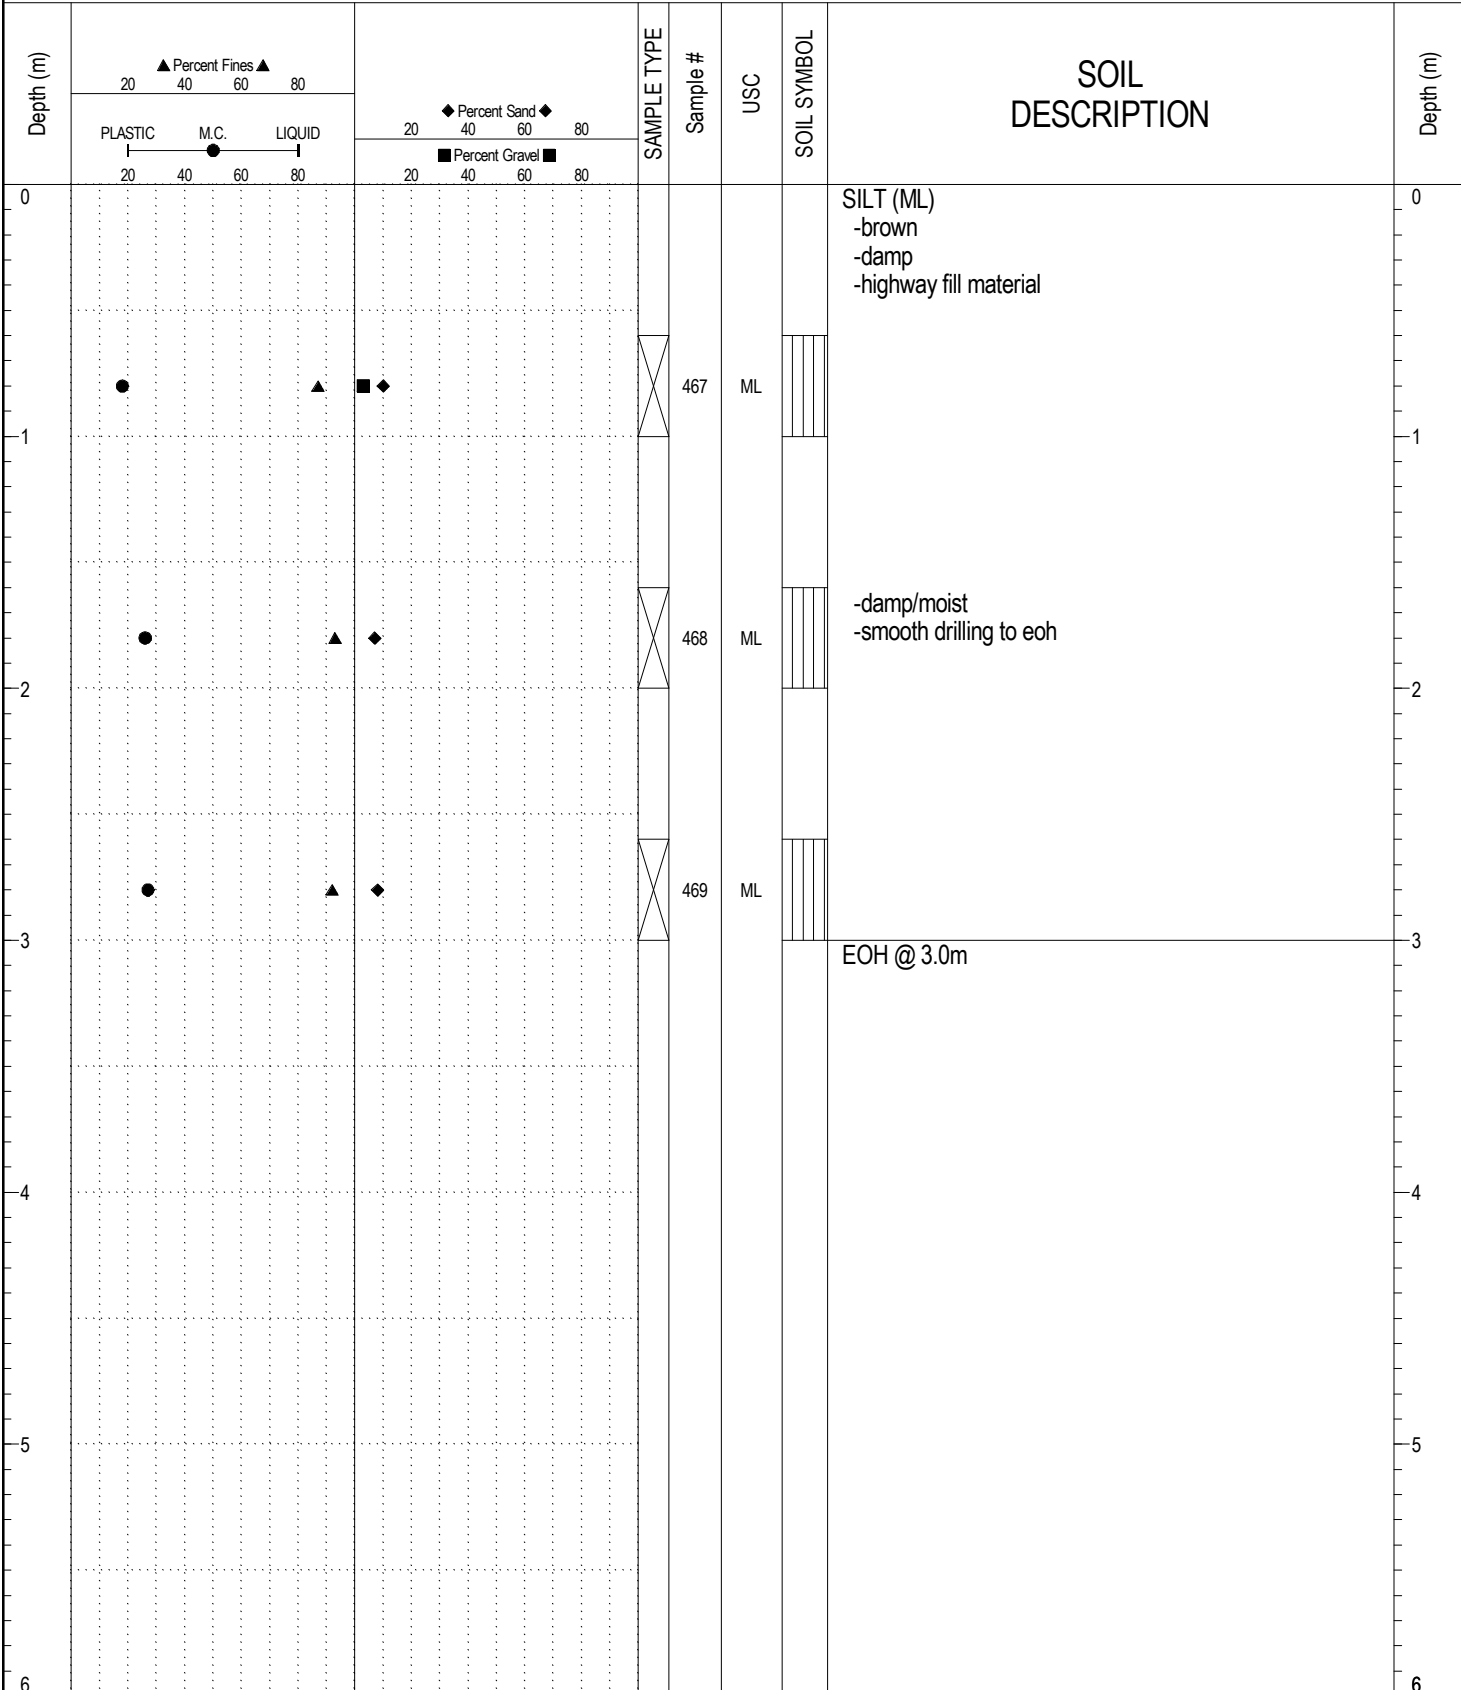 Depth (m)
▲ Percent Fines ▲
20 40 60 80
PLASTIC M.C. LIQUID
20 40 60 80
◆ Percent Sand ◆
20 40 60 80
■ Percent Gravel ■
20 40 60 80
SAMPLE TYPE
Sample #
USC
SOIL SYMBOL
SOIL
DESCRIPTION
Depth (m)
0 SILT (ML) 0
-brown
-damp
-highway fill material
467 ML
1 1
-damp/moist
468 ML -smooth drilling to eoh
2 2
469 ML
3 3
EOH @ 3.0m
4 4
5 5
6 6